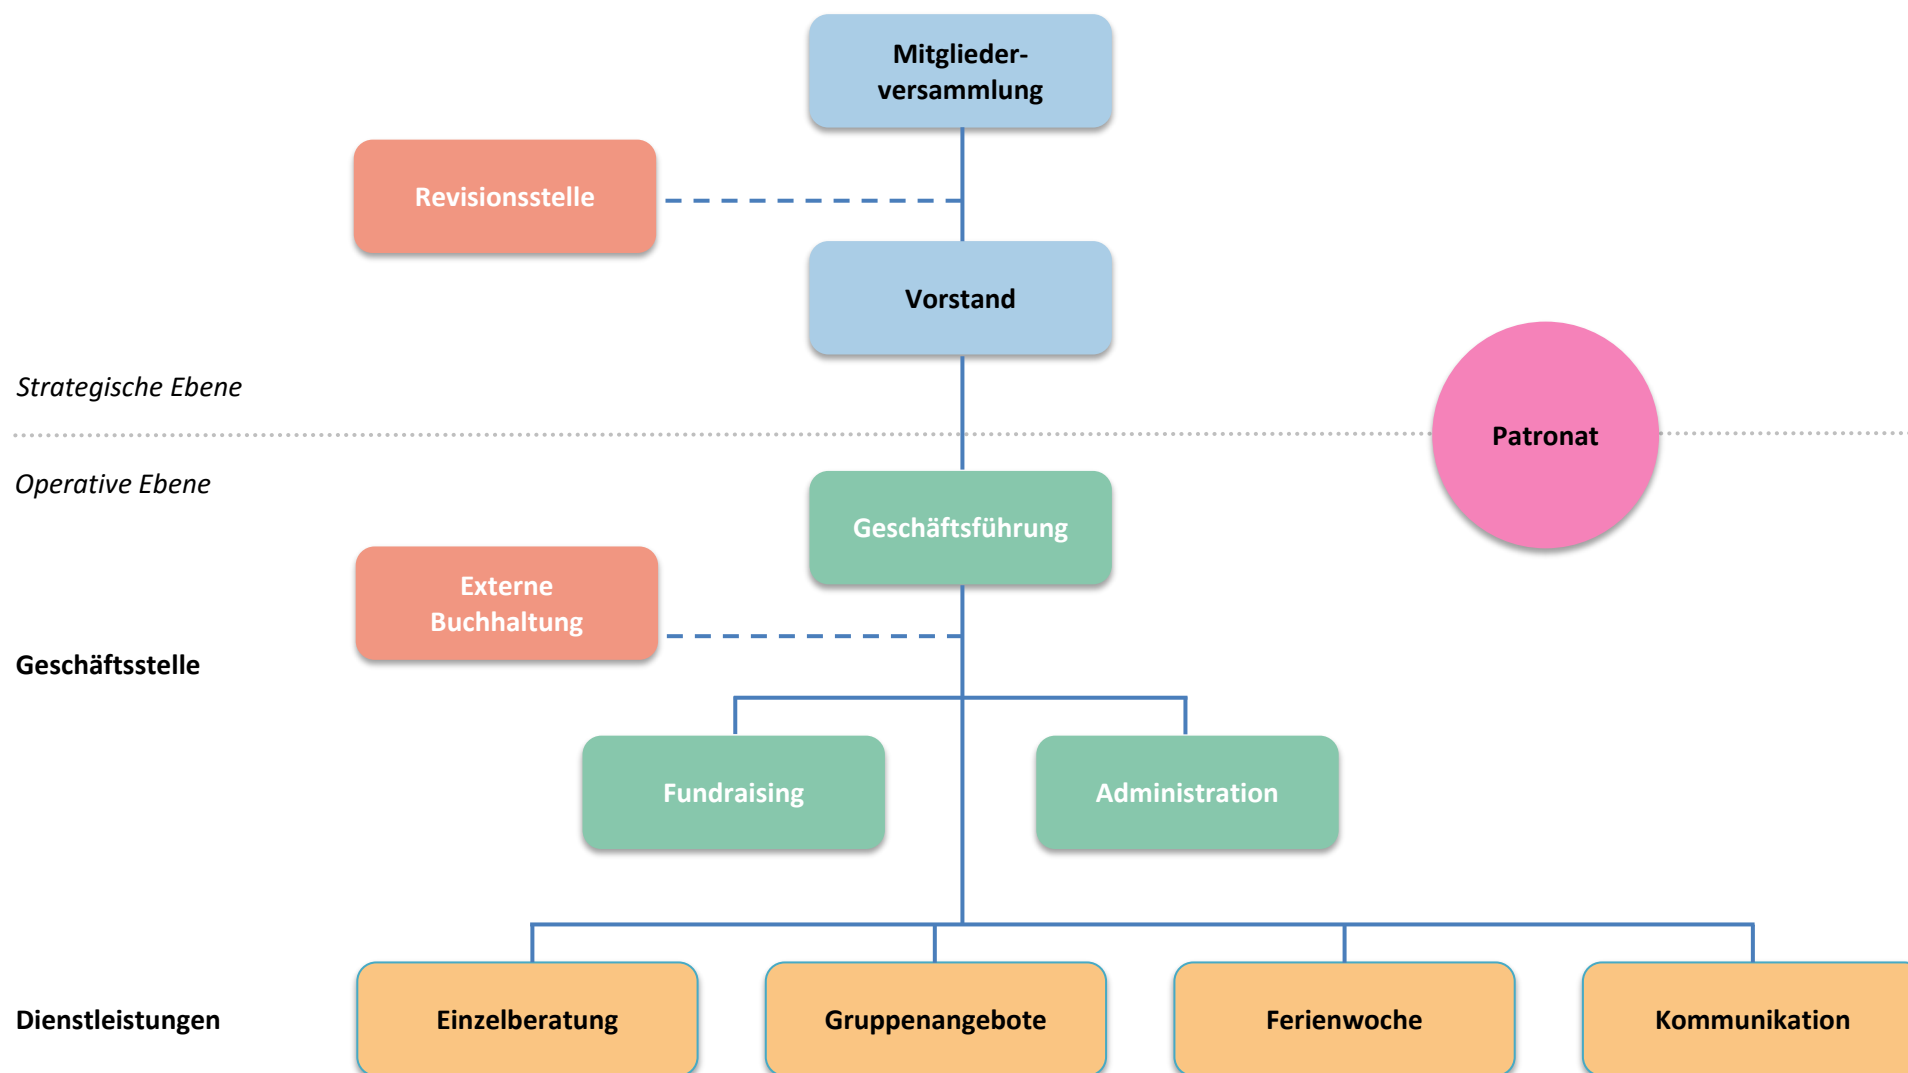 Mitglieder-
versammlung
Revisionsstelle
Vorstand
Strategische Ebene
Patronat
Operative Ebene
Geschäftsführung
Externe
Buchhaltung
Geschäftsstelle
Fundraising
Administration
Dienstleistungen
Einzelberatung
Gruppenangebote
Ferienwoche
Kommunikation